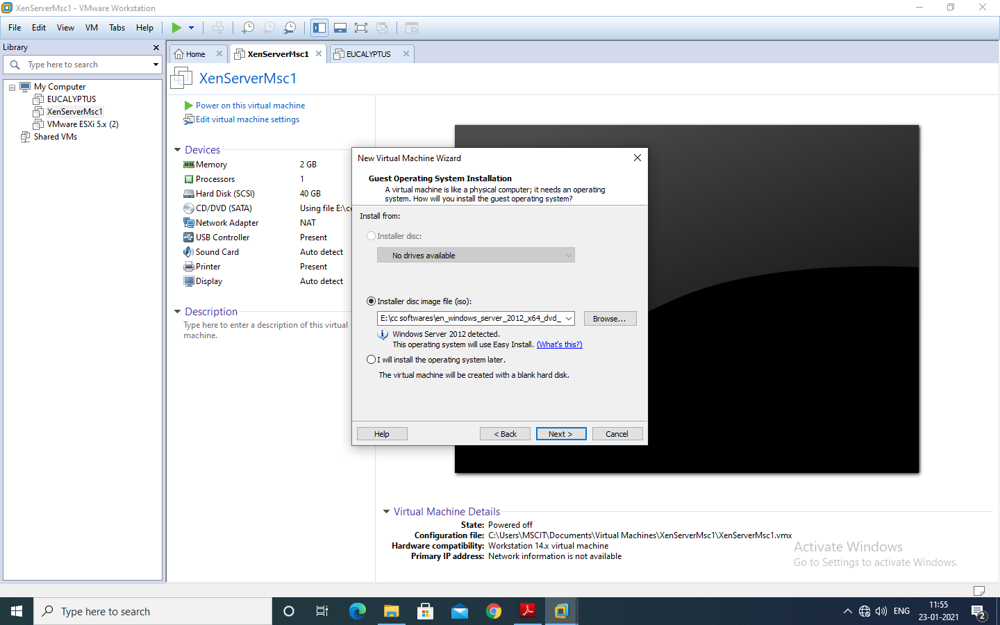 XenServerMsc1 - VMware Workstation
File Edit View VM Tabs Help
Library
Type here to search
My Computer
EUCALYPTUS
XenServerMsc1
VMware ESXi 5.x (2)
Shared VMs
Home XenServerMsc1 EUCALYPTUS
XenServerMsc1
Power on this virtual machine
Edit virtual machine settings
Devices
Memory 2 GB
Processors 1
Hard Disk (SCSI) 40 GB
CD/DVD (SATA) Using file E:\cc
Network Adapter NAT
USB Controller Present
Sound Card Auto detect
Printer Present
Display Auto detect
Description
Type here to enter a description of this virtual
machine.
New Virtual Machine Wizard
Guest Operating System Installation
A virtual machine is like a physical computer; it needs an operating
system. How will you install the guest operating system?
Install from:
Installer disc:
No drives available
Installer disc image file (iso):
E:\cc softwares\en_windows_server_2012_x64_dvd_ Browse...
Windows Server 2012 detected.
This operating system will use Easy Install. (What's this?)
I will install the operating system later.
The virtual machine will be created with a blank hard disk.
Help < Back Next > Cancel
Virtual Machine Details
State: Powered off
Configuration file: C:\Users\MSCIT\Documents\Virtual Machines\XenServerMsc1\XenServerMsc1.vmx
Hardware compatibility: Workstation 14.x virtual machine
Primary IP address: Network information is not available
Activate Windows
Go to Settings to activate Windows.
Type here to search
ENG
11:55
23-01-2021
2